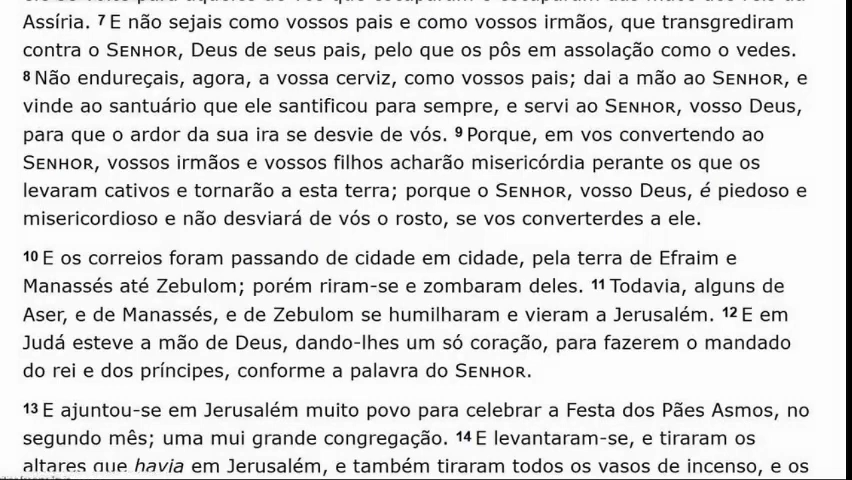 Assíria. 7 E não sejais como vossos pais e como vossos irmãos, que transgrediram
contra o SENHOR, Deus de seus pais, pelo que os pôs em assolação como o vedes.
8 Não endureçais, agora, a vossa cerviz, como vossos pais; dai a mão ao SENHOR, e
vinde ao santuário que ele santificou para sempre, e servi ao SENHOR, vosso Deus,
para que o ardor da sua ira se desvie de vós. 9 Porque, em vos convertendo ao
SENHOR, vossos irmãos e vossos filhos acharão misericórdia perante os que os
levaram cativos e tornarão a esta terra; porque o SENHOR, vosso Deus, é piedoso e
misericordioso e não desviará de vós o rosto, se vos converterdes a ele.
10 E os correios foram passando de cidade em cidade, pela terra de Efraim e
Manassés até Zebulom; porém riram-se e zombaram deles. 11 Todavia, alguns de
Aser, e de Manassés, e de Zebulom se humilharam e vieram a Jerusalém. 12 E em
Judá esteve a mão de Deus, dando-lhes um só coração, para fazerem o mandado
do rei e dos príncipes, conforme a palavra do SENHOR.
13 E ajuntou-se em Jerusalém muito povo para celebrar a Festa dos Pães Asmos, no
segundo mês; uma mui grande congregação. 14 E levantaram-se, e tiraram os
altares que havia em Jerusalém, e também tiraram todos os vasos de incenso, e os